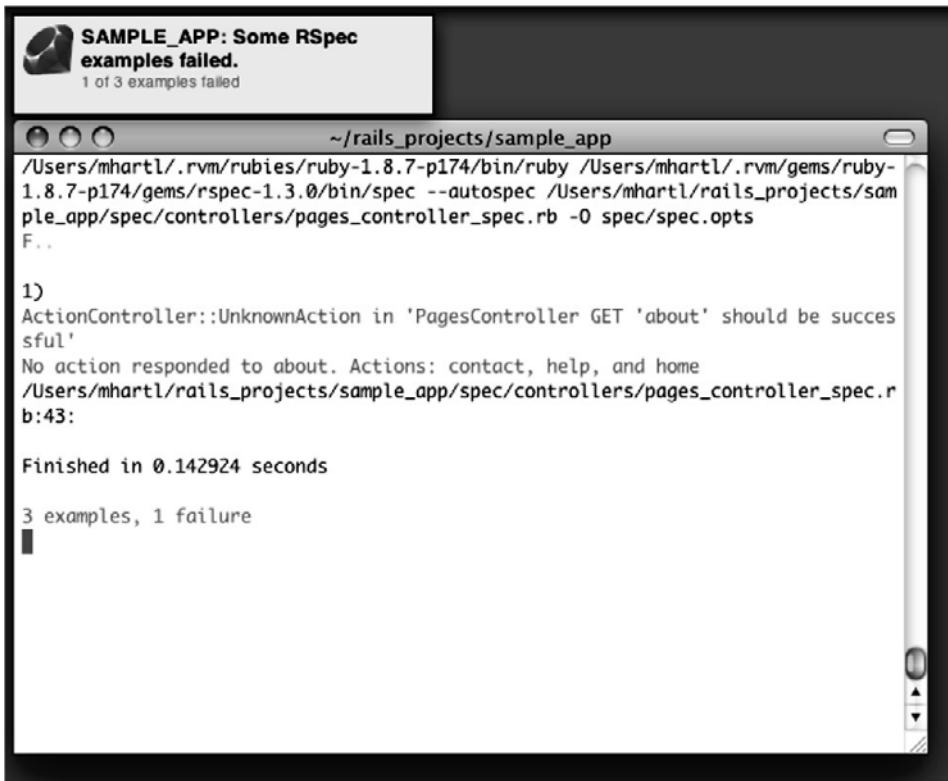 SAMPLE_APP: Some RSpec
examples failed.
1 of 3 examples failed
~/rails_projects/sample_app
/Users/mhartl/.rvm/rubies/ruby-1.8.7-p174/bin/ruby /Users/mhartl/.rvm/gems/ruby-
1.8.7-p174/gems/rspec-1.3.0/bin/spec --autospec /Users/mhartl/rails_projects/sam
ple_app/spec/controllers/pages_controller_spec.rb -O spec/spec.opts
F..
1)
ActionController::UnknownAction in 'PagesController GET 'about' should be succes
sful'
No action responded to about. Actions: contact, help, and home
/Users/mhartl/rails_projects/sample_app/spec/controllers/pages_controller_spec.r
b:43:
Finished in 0.142924 seconds
3 examples, 1 failure